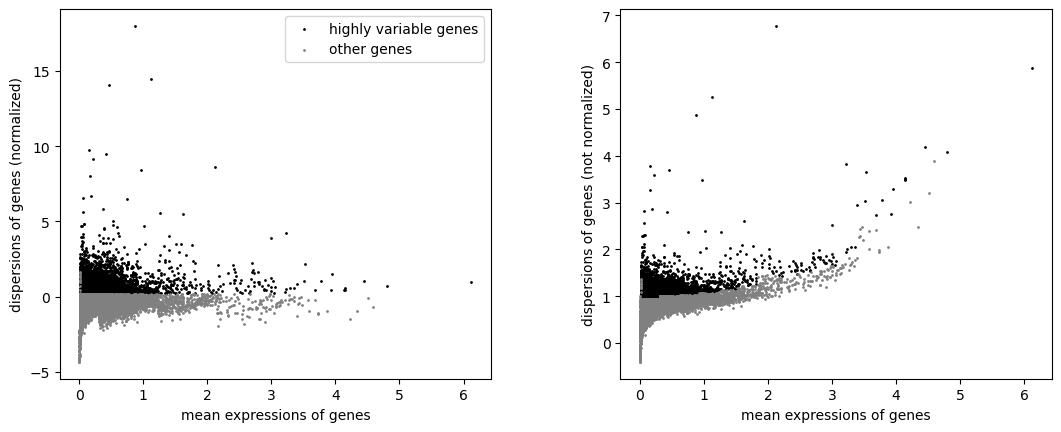 highly variable genes
other genes
dispersions of genes (normalized)
15
10
5
0
−5
0 1 2 3 4 5 6
mean expressions of genes
dispersions of genes (not normalized)
7
6
5
4
3
2
1
0
0 1 2 3 4 5 6
mean expressions of genes